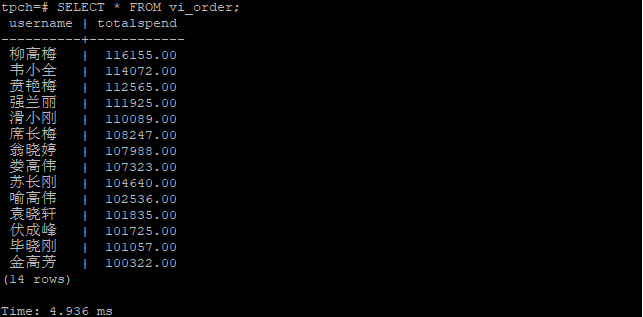 tpch=# SELECT * FROM vi_order;
 username | totalspend
----------+------------
 柳高梅   |  116155.00
 韦小全   |  114072.00
 贲艳梅   |  112565.00
 强兰丽   |  111925.00
 滑小刚   |  110089.00
 席长梅   |  108247.00
 翁晓婷   |  107988.00
 娄高伟   |  107323.00
 苏长刚   |  104640.00
 喻高伟   |  102536.00
 袁晓轩   |  101835.00
 伏成峰   |  101725.00
 毕晓刚   |  101057.00
 金高芳   |  100322.00
(14 rows)
Time: 4.936 ms